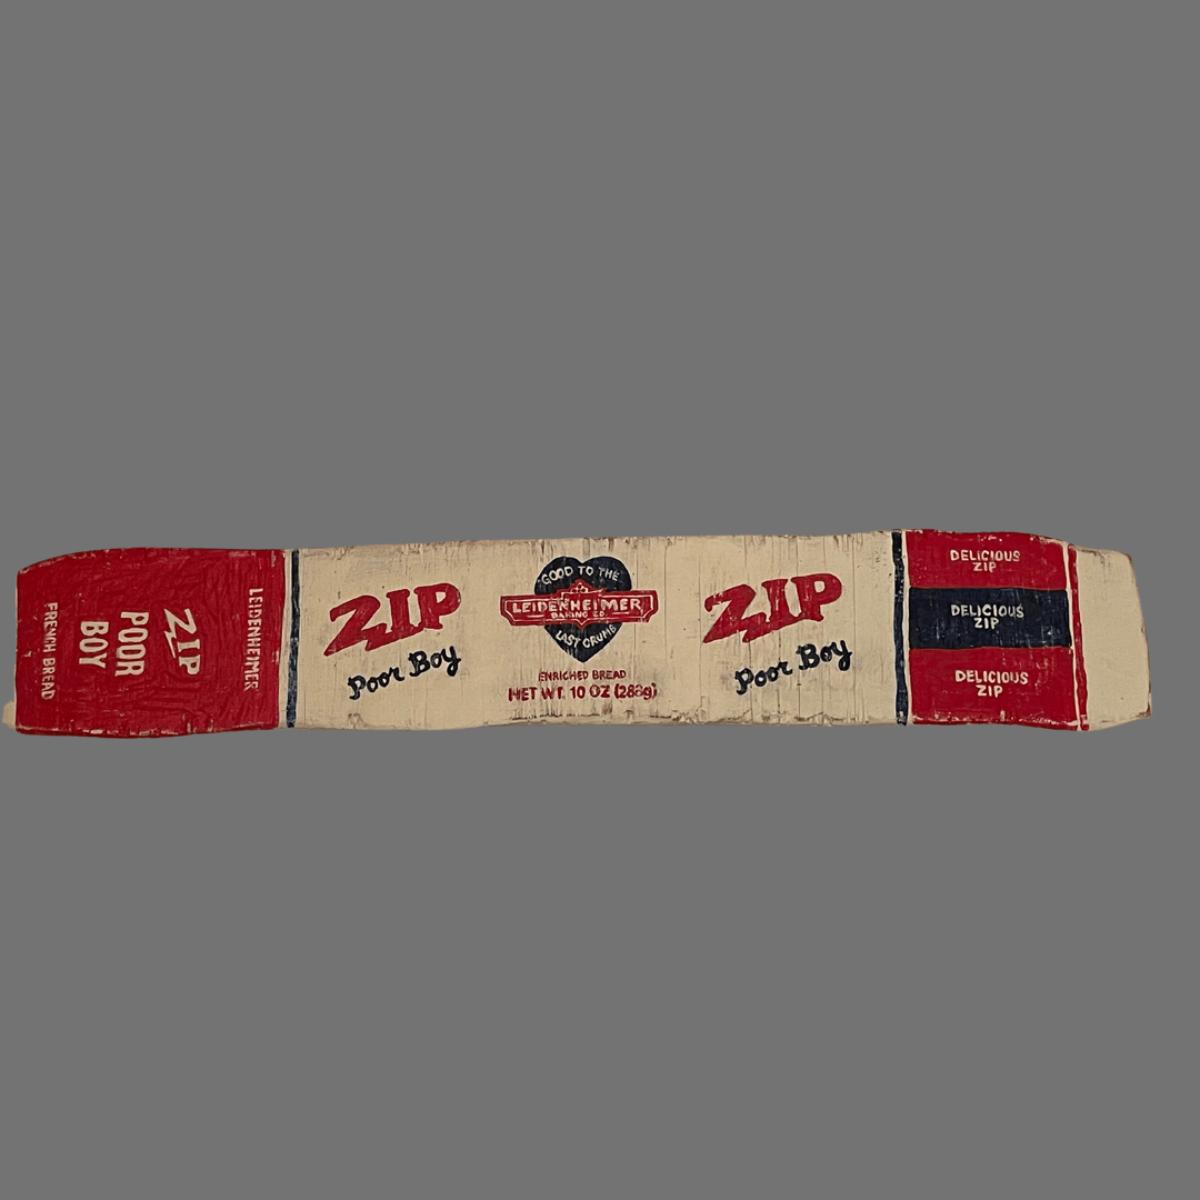 LEIDENHEIMER
ZIP
POOR
BOY
FRENCH BREAD
ZIP
Poor Boy
GOOD TO THE
LEIDENHEIMER
BAKING CO.
LAST CRUMB
ENRICHED BREAD
NET WT. 10 OZ (288g)
ZIP
Poor Boy
DELICIOUS
ZIP
DELICIOUS
ZIP
DELICIOUS
ZIP